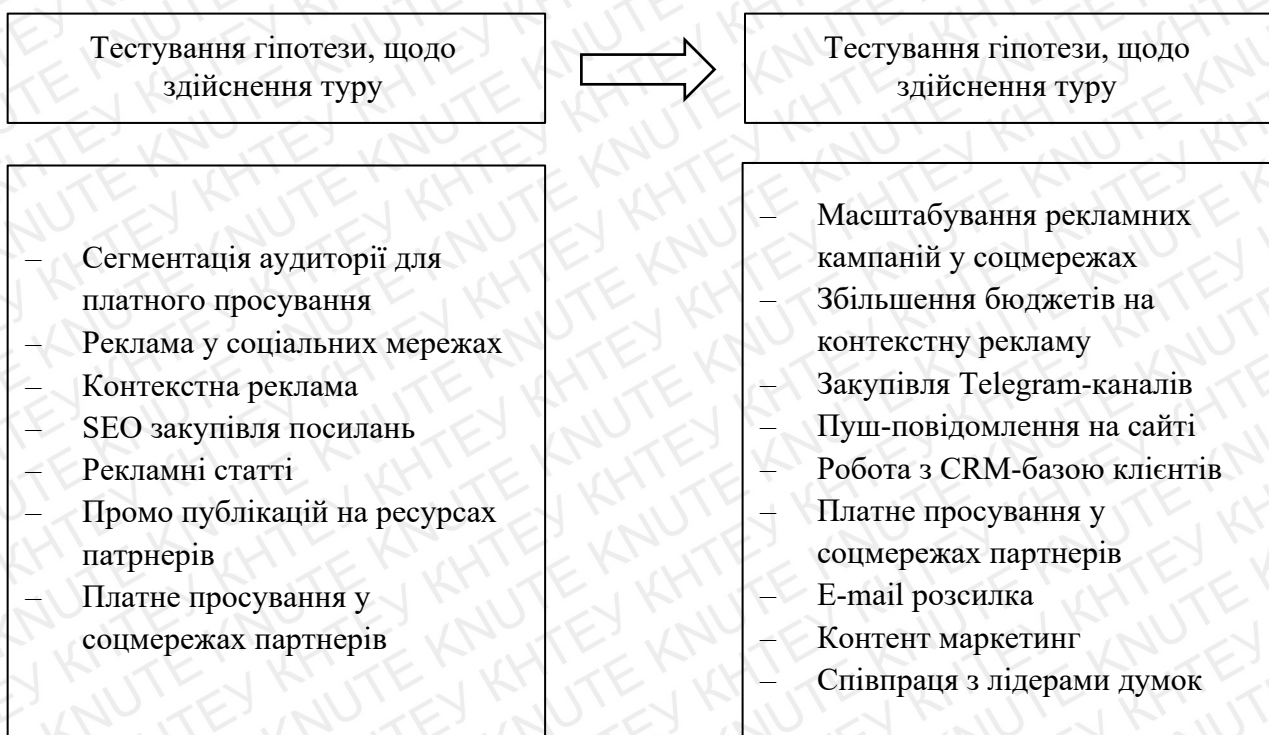 Тестування гіпотези, щодо
здійснення туру
Тестування гіпотези, щодо
здійснення туру
– Сегментація аудиторії для
платного просування
– Реклама у соціальних мережах
– Контекстна реклама
– SEO закупівля посилань
– Рекламні статті
– Промо публікацій на ресурсах
патрнерів
– Платне просування у
соцмережах партнерів
– Масштабування рекламних
кампаній у соцмережах
– Збільшення бюджетів на
контекстну рекламу
– Закупівля Telegram-каналів
– Пуш-повідомлення на сайті
– Робота з CRM-базою клієнтів
– Платне просування у
соцмережах партнерів
– E-mail розсилка
– Контент маркетинг
– Співпраця з лідерами думок